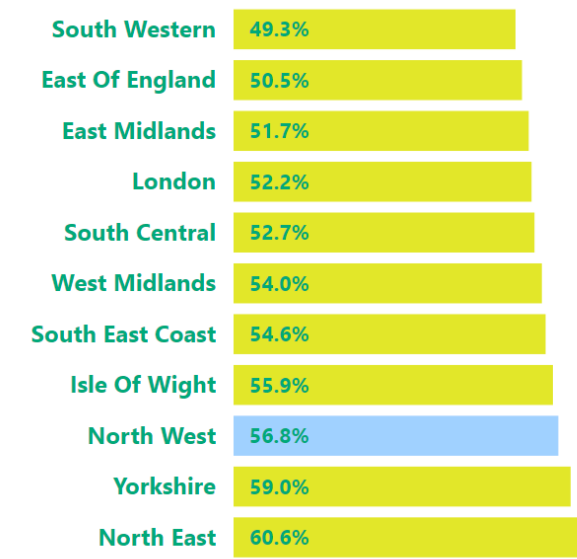 South Western 49.3%
East Of England 50.5%
East Midlands 51.7%
London 52.2%
South Central 52.7%
West Midlands 54.0%
South East Coast 54.6%
Isle Of Wight 55.9%
North West 56.8%
Yorkshire 59.0%
North East 60.6%